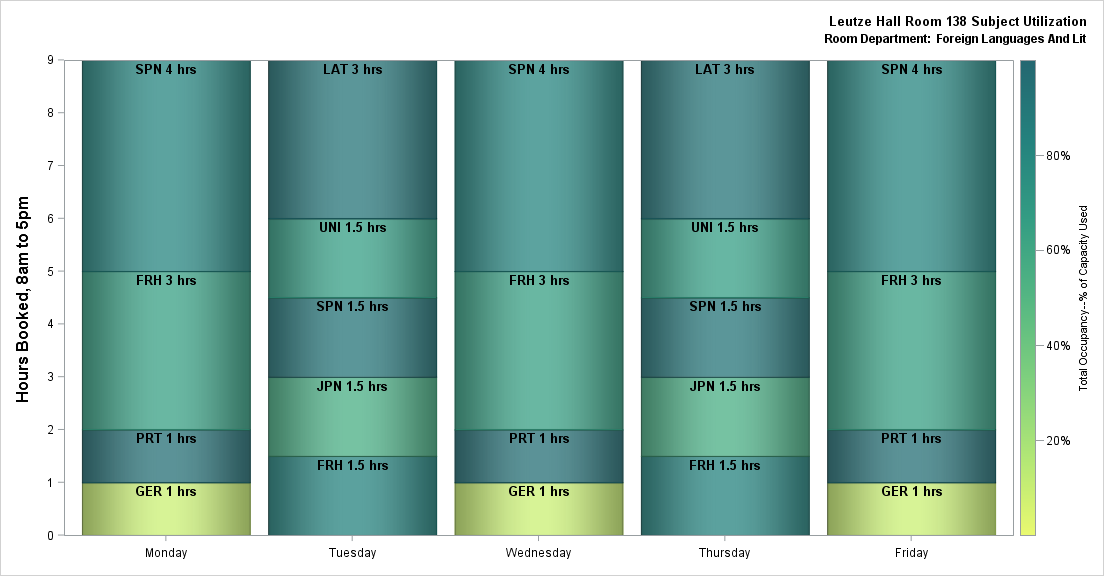 Leutze Hall Room 138 Subject Utilization
Room Department: Foreign Languages And Lit
Hours Booked, 8am to 5pm
9
8
7
6
5
4
3
2
1
0
SPN 4 hrs
FRH 3 hrs
PRT 1 hrs
GER 1 hrs
LAT 3 hrs
UNI 1.5 hrs
SPN 1.5 hrs
JPN 1.5 hrs
FRH 1.5 hrs
SPN 4 hrs
FRH 3 hrs
PRT 1 hrs
GER 1 hrs
LAT 3 hrs
UNI 1.5 hrs
SPN 1.5 hrs
JPN 1.5 hrs
FRH 1.5 hrs
SPN 4 hrs
FRH 3 hrs
PRT 1 hrs
GER 1 hrs
Monday
Tuesday
Wednesday
Thursday
Friday
80%
60%
40%
20%
Total Occupancy--% of Capacity Used